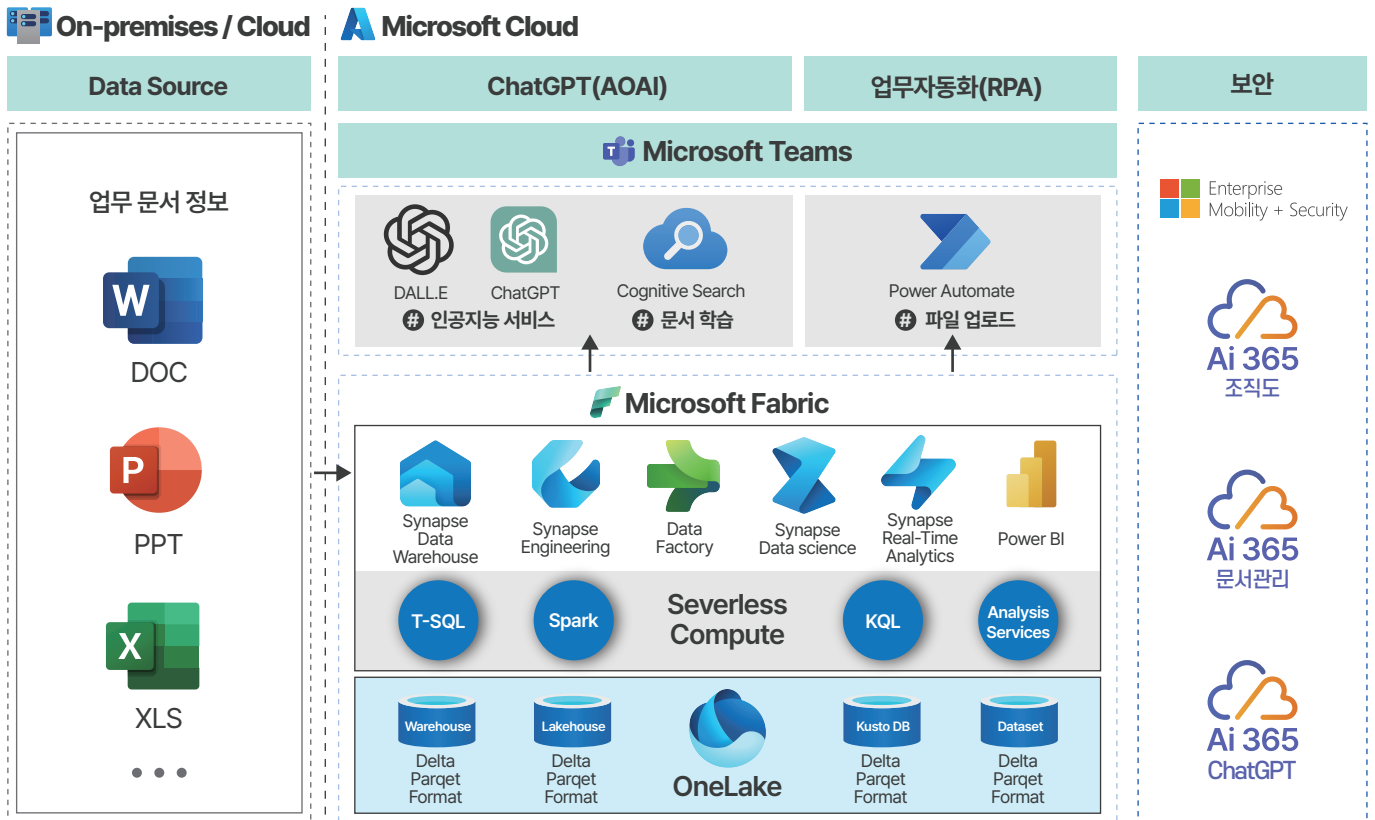 On-premises / Cloud
Microsoft Cloud
Data Source
ChatGPT(AOAI)
업무자동화(RPA)
보안
Microsoft Teams
업무 문서 정보
W
DOC
P
PPT
X
XLS
DALL.E
ChatGPT
Cognitive Search
# 인공지능 서비스
# 문서 학습
Power Automate
# 파일 업로드
Microsoft Fabric
Synapse
Data
Warehouse
Synapse
Engineering
Data
Factory
Synapse
Data science
Synapse
Real-Time
Analytics
Power BI
T-SQL
Spark
Severless
Compute
KQL
Analysis
Services
Warehouse
Delta
Parqet
Format
Lakehouse
Delta
Parqet
Format
OneLake
Kusto DB
Delta
Parqet
Format
Dataset
Delta
Parqet
Format
Enterprise
Mobility + Security
Ai 365
조직도
Ai 365
문서관리
Ai 365
ChatGPT